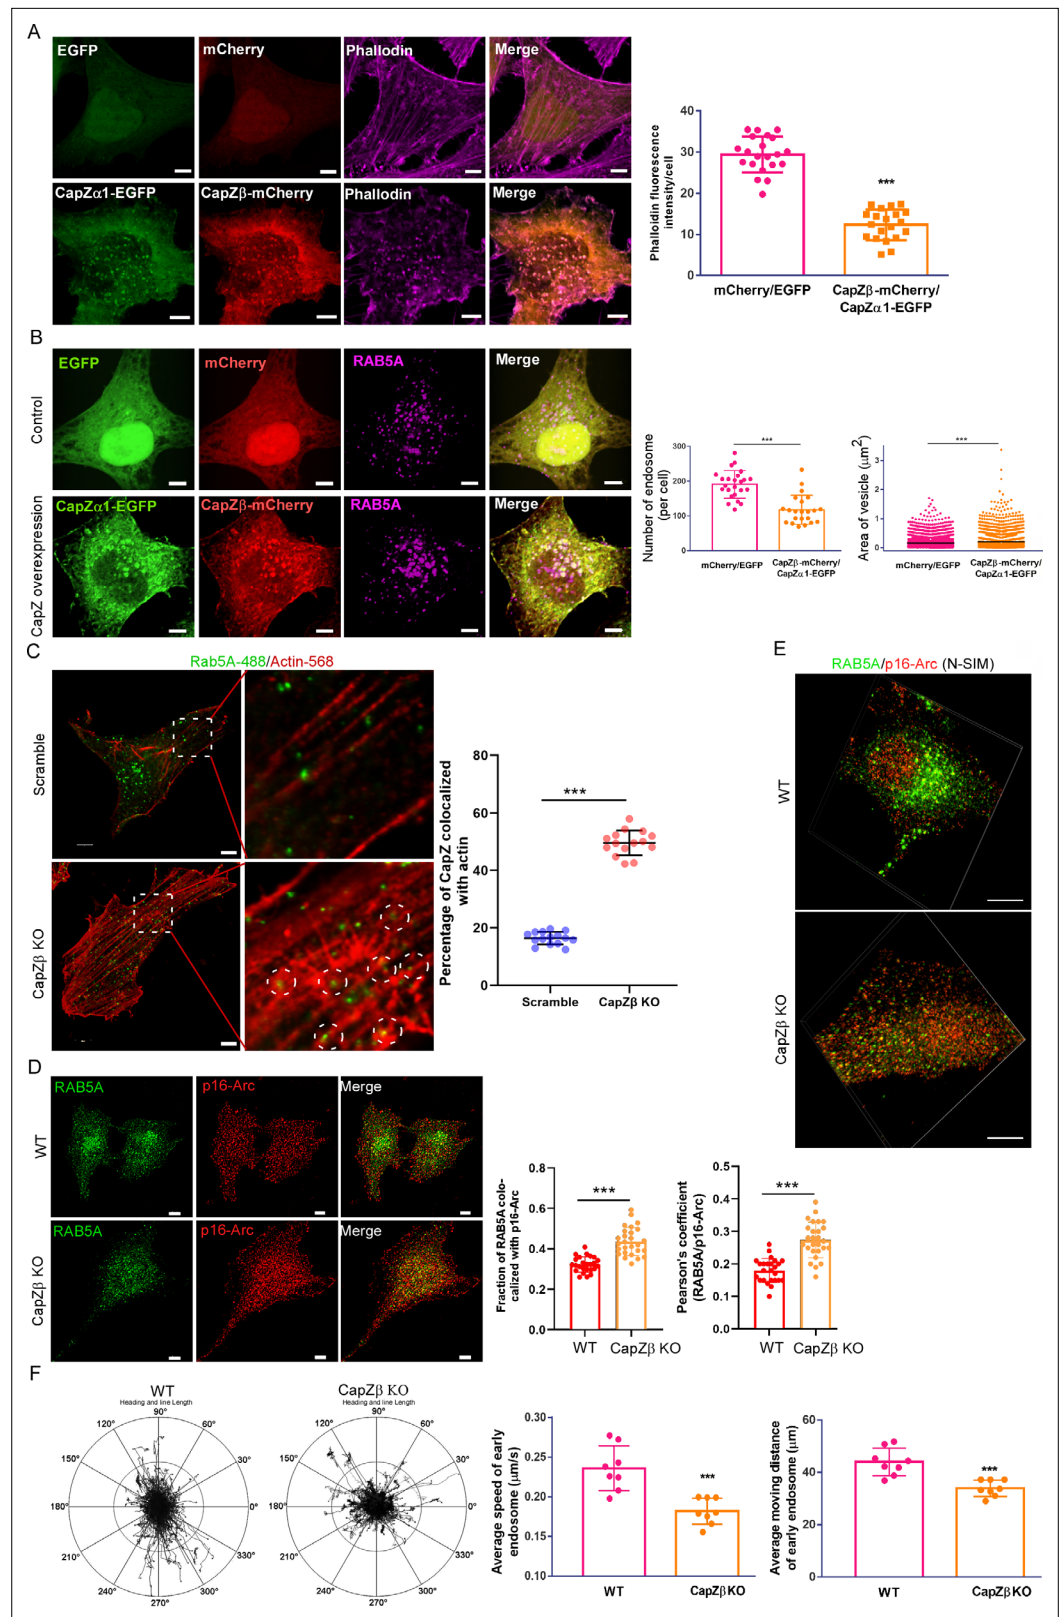 A
EGFP
mCherry
Phallodin
Merge
CapZα1-EGFP
CapZβ-mCherry
Phallodin
Merge
Phalloidin fluorescence
intensity/cell
40
30
20
10
0
mCherry/EGFP
CapZβ-mCherry/
CapZα1-EGFP
***
B
Control
EGFP
mCherry
RAB5A
Merge
CapZ overexpression
CapZα1-EGFP
CapZβ-mCherry
RAB5A
Merge
Number of endosome
(per cell)
300
200
100
0
***
mCherry/EGFP
CapZβ-mCherry/
CapZα1-EGFP
Area of vesicle (μm²)
3
2
1
0
***
mCherry/EGFP
CapZβ-mCherry/
CapZα1-EGFP
C
Rab5A-488/Actin-568
Scramble
CapZβ KO
Percentage of CapZ colocalized
with actin
80
60
40
20
0
***
Scramble
CapZβ KO
E
RAB5A/p16-Arc (N-SIM)
WT
CapZβ KO
D
WT
RAB5A
p16-Arc
Merge
CapZβ KO
RAB5A
p16-Arc
Merge
Fraction of RAB5A colo-
calized with p16-Arc
0.8
0.6
0.4
0.2
0.0
***
WT
CapZβ KO
Pearson's coefficient
(RAB5A/p16-Arc)
0.5
0.4
0.3
0.2
0.1
0.0
***
WT
CapZβ KO
F
WT
Heading and line Length
90°
120°
60°
150°
30°
180°
0°
210°
330°
240°
300°
270°
CapZβ KO
Heading and line Length
90°
120°
60°
150°
30°
180°
0°
210°
330°
240°
300°
270°
Average speed of early
endosome (μm/s)
0.30
0.25
0.20
0.15
0.10
***
WT
CapZβKO
Average moving distance
of early endosome (μm)
60
40
20
0
***
WT
CapZβKO